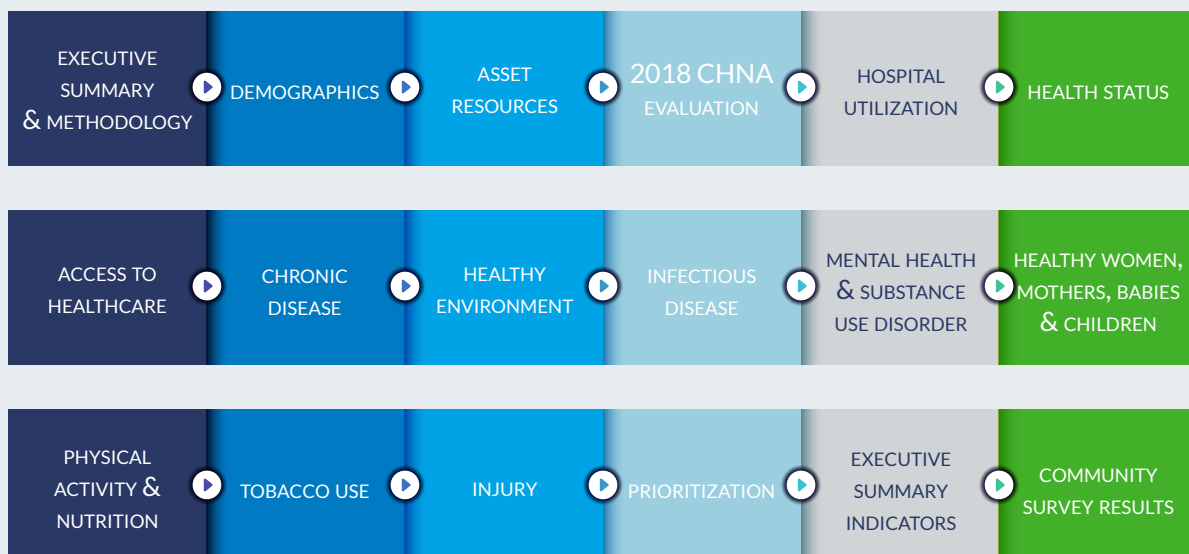 EXECUTIVE
SUMMARY
& METHODOLOGY
DEMOGRAPHICS
ASSET
RESOURCES
2018 CHNA
EVALUATION
HOSPITAL
UTILIZATION
HEALTH STATUS
ACCESS TO
HEALTHCARE
CHRONIC
DISEASE
HEALTHY
ENVIRONMENT
INFECTIOUS
DISEASE
MENTAL HEALTH
& SUBSTANCE
USE DISORDER
HEALTHY WOMEN,
MOTHERS, BABIES
& CHILDREN
PHYSICAL
ACTIVITY &
NUTRITION
TOBACCO USE
INJURY
PRIORITIZATION
EXECUTIVE
SUMMARY
INDICATORS
COMMUNITY
SURVEY RESULTS